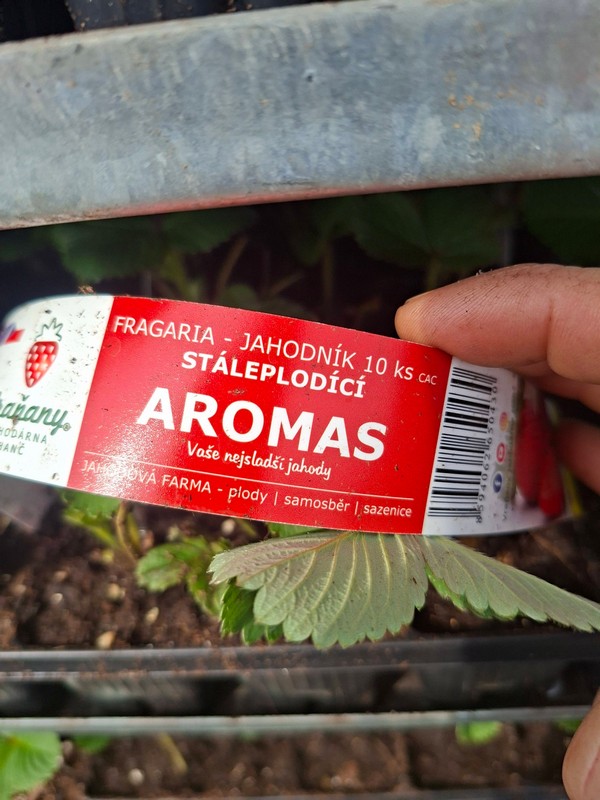 FRAGARIA - JAHODNÍK 10 ks CAC
STÁLEPLODÍCÍ
AROMAS
Vaše nejsladší jahody
JAHODOVÁ FARMA - plody | samosběr | sazenice